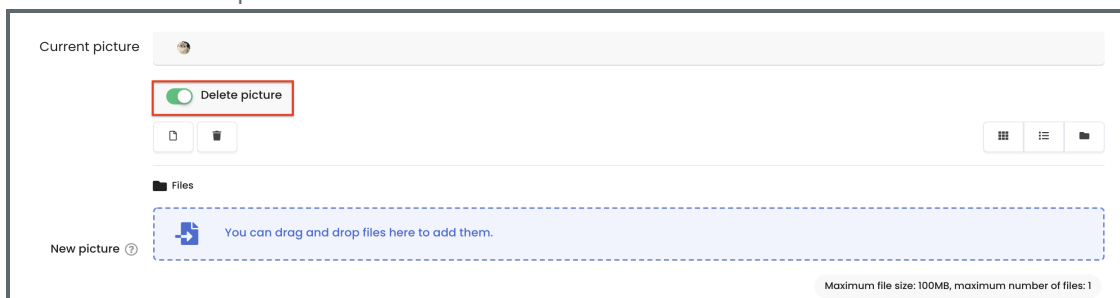 Current picture
Delete picture
Files
You can drag and drop files here to add them.
New picture
Maximum file size: 100MB, maximum number of files: 1